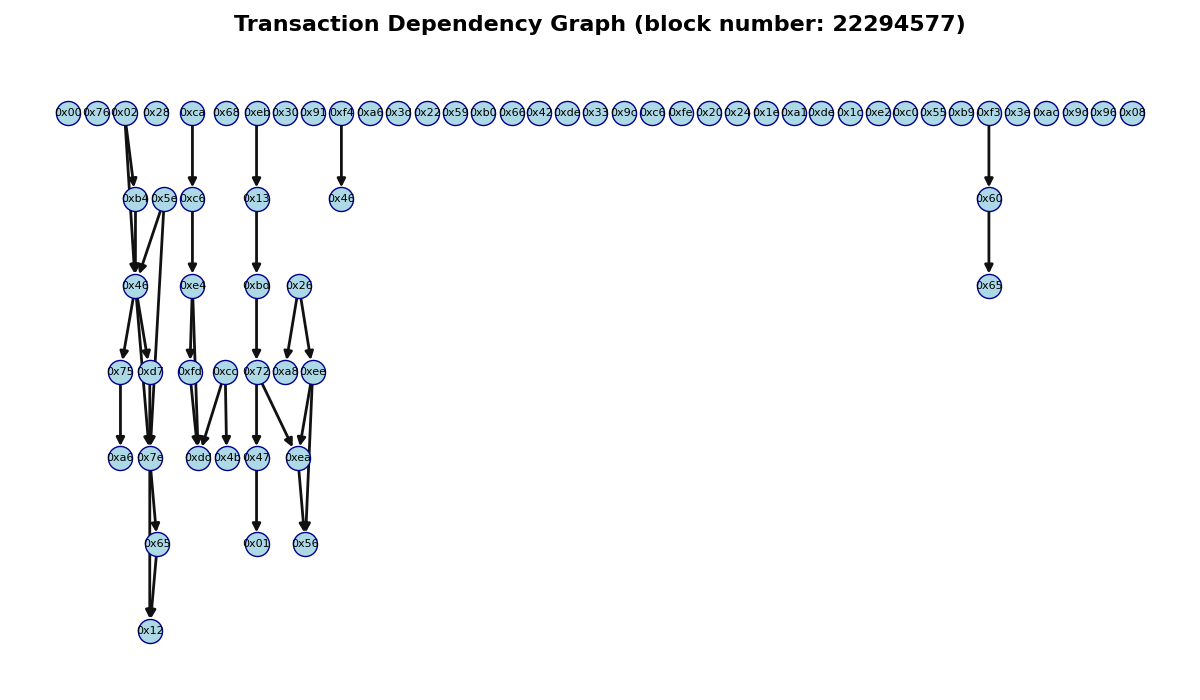 Transaction Dependency Graph (block number: 22294577)
0x00 0x76 0x02 0x28 0xca 0x68 0xeb 0x30 0x91 0xf4 0xa6 0x3d 0x22 0x59 0xb0 0x66 0x42 0xde 0x33 0x9c 0xc6 0xfe 0x20 0x24 0x1e 0xa1 0xde 0x1c 0xe2 0xc0 0x55 0xb9 0xf3 0x3e 0xac 0x9d 0x96 0x08
0xb4 0x5e 0xc6 0x13 0x46 0x60
0x46 0xe4 0xbd 0x26 0x65
0x75 0xd7 0xfd 0xcc 0x72 0xa8 0xee
0xa6 0x7e 0xdd 0x4b 0x47 0xea
0x65 0x01 0x56
0x12